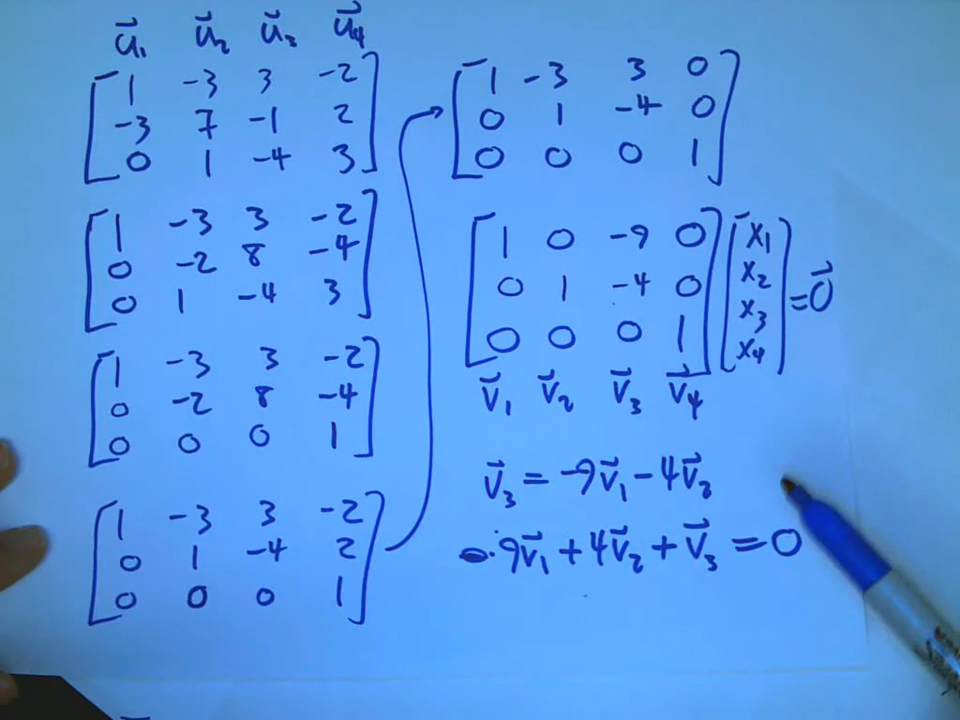 u⃗₁ u⃗₂ u⃗₃ u⃗₄
1 -3 3 -2
-3 7 -1 2
0 1 -4 3
1 -3 3 -2
0 -2 8 -4
0 1 -4 3
1 -3 3 -2
0 -2 8 -4
0 0 0 1
1 -3 3 -2
0 1 -4 2
0 0 0 1
1 -3 3 0
0 1 -4 0
0 0 0 1
1 0 -9 0 x₁
0 1 -4 0 x₂ = 0⃗
0 0 0 1 x₃
x₄
v⃗₁ v⃗₂ v⃗₃ v⃗₄
v⃗₃ = -9v⃗₁ - 4v⃗₂
9v⃗₁ + 4v⃗₂ + v⃗₃ = 0